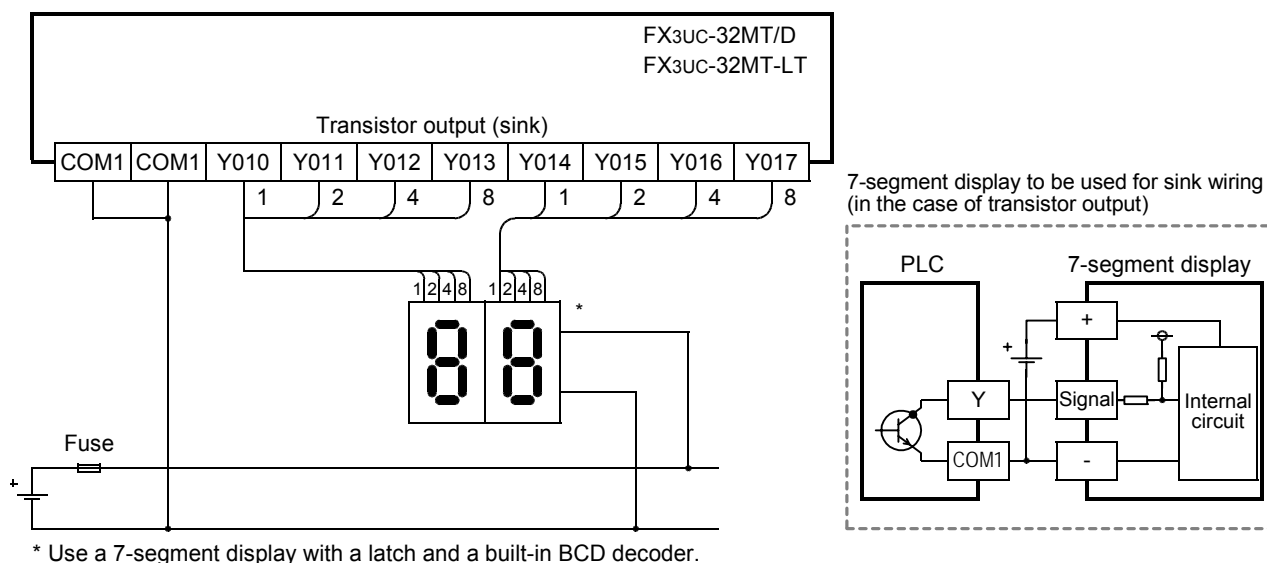 FX3UC-32MT/D
FX3UC-32MT-LT
Transistor output (sink)
COM1 COM1 Y010 Y011 Y012 Y013 Y014 Y015 Y016 Y017
1 2 4 8 1 2 4 8
1 2 4 8 1 2 4 8
*
88
Fuse
+
* Use a 7-segment display with a latch and a built-in BCD decoder.
7-segment display to be used for sink wiring
(in the case of transistor output)
PLC 7-segment display
+
+
Y Signal Internal
circuit
COM1 -